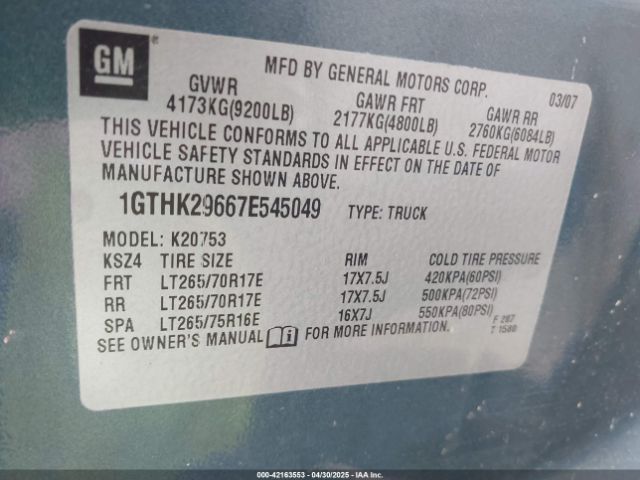 GM ®
MFD BY GENERAL MOTORS CORP. 03/07
GVWR GAWR FRT GAWR RR
4173KG(9200LB) 2177KG(4800LB) 2760KG(6084LB)
THIS VEHICLE CONFORMS TO ALL APPLICABLE U.S. FEDERAL MOTOR
VEHICLE SAFETY STANDARDS IN EFFECT ON THE DATE OF
MANUFACTURE SHOWN ABOVE.
1GTHK29667E545049 TYPE: TRUCK
MODEL: K20753
KSZ4 TIRE SIZE RIM COLD TIRE PRESSURE
FRT LT265/70R17E 17X7.5J 420KPA(60PSI)
RR LT265/70R17E 17X7.5J 500KPA(72PSI)
SPA LT265/75R16E 16X7J 550KPA(80PSI)
F 267
T 1580
SEE OWNER'S MANUAL FOR MORE INFORMATION.
000-42163553 - 04/30/2025 - IAAI.COM